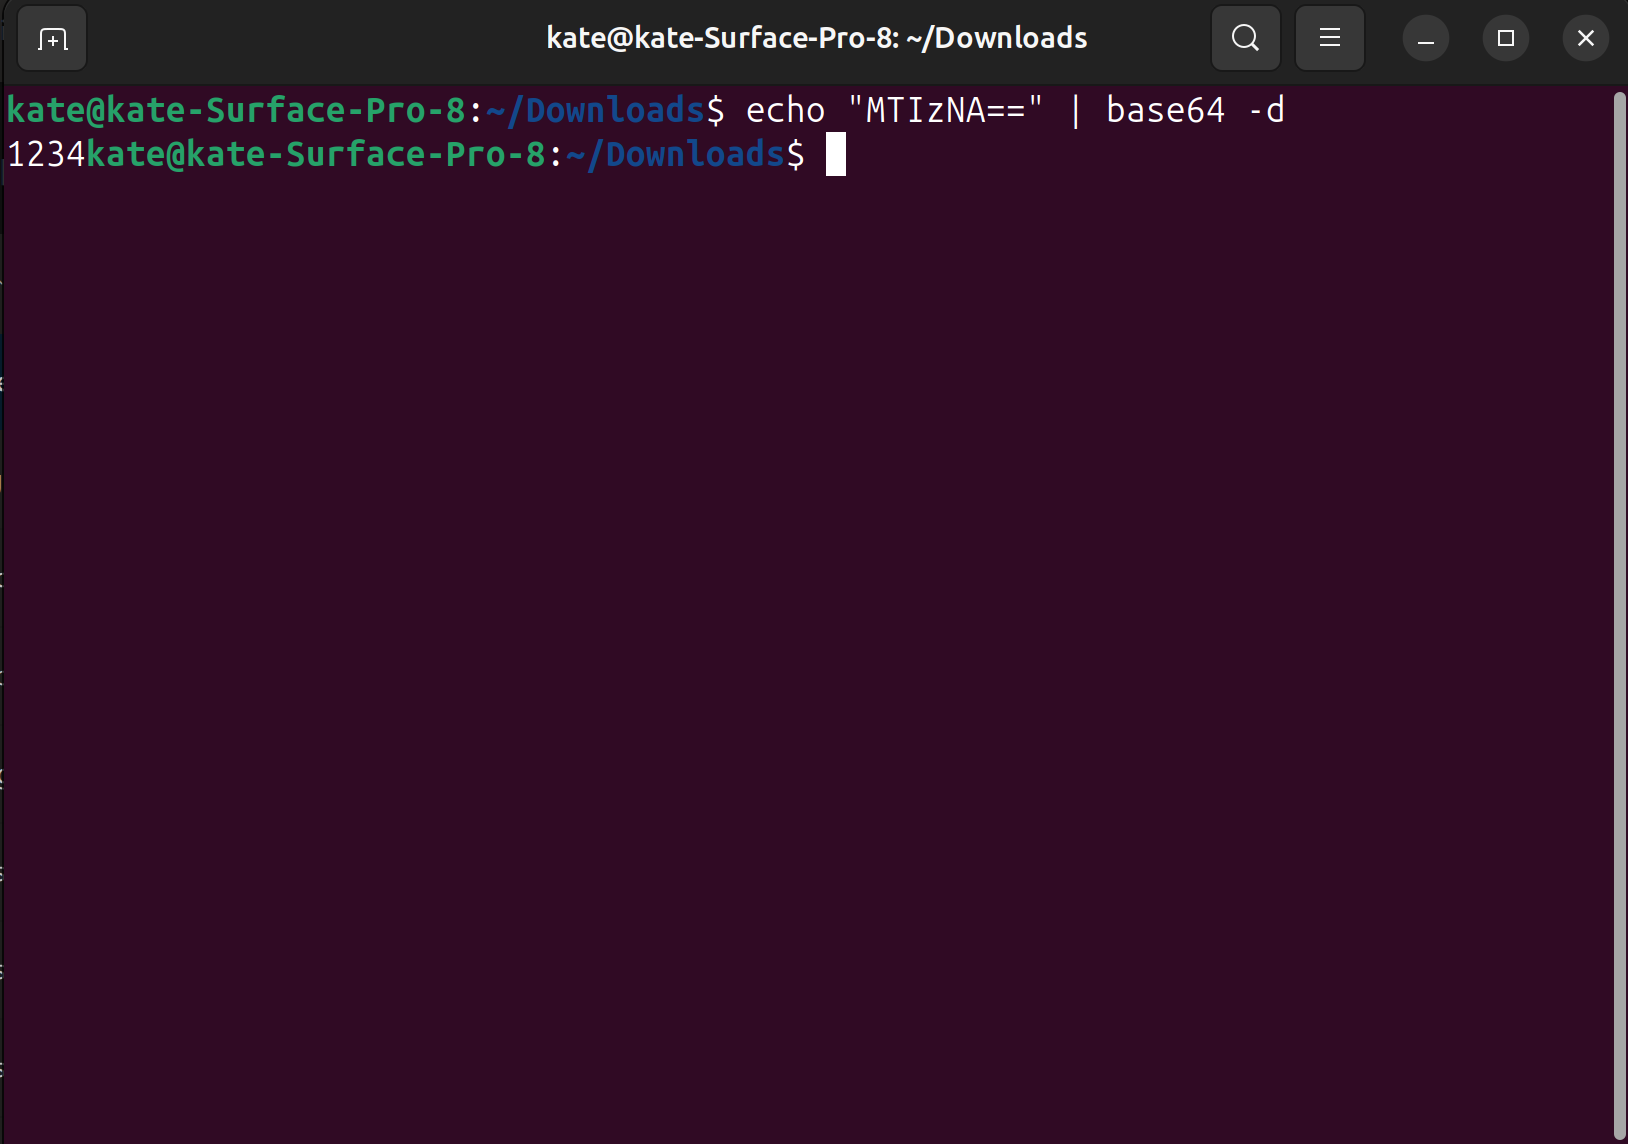 kate@kate-Surface-Pro-8: ~/Downloads
kate@kate-Surface-Pro-8:~/Downloads$ echo "MTIzNA==" | base64 -d
1234kate@kate-Surface-Pro-8:~/Downloads$